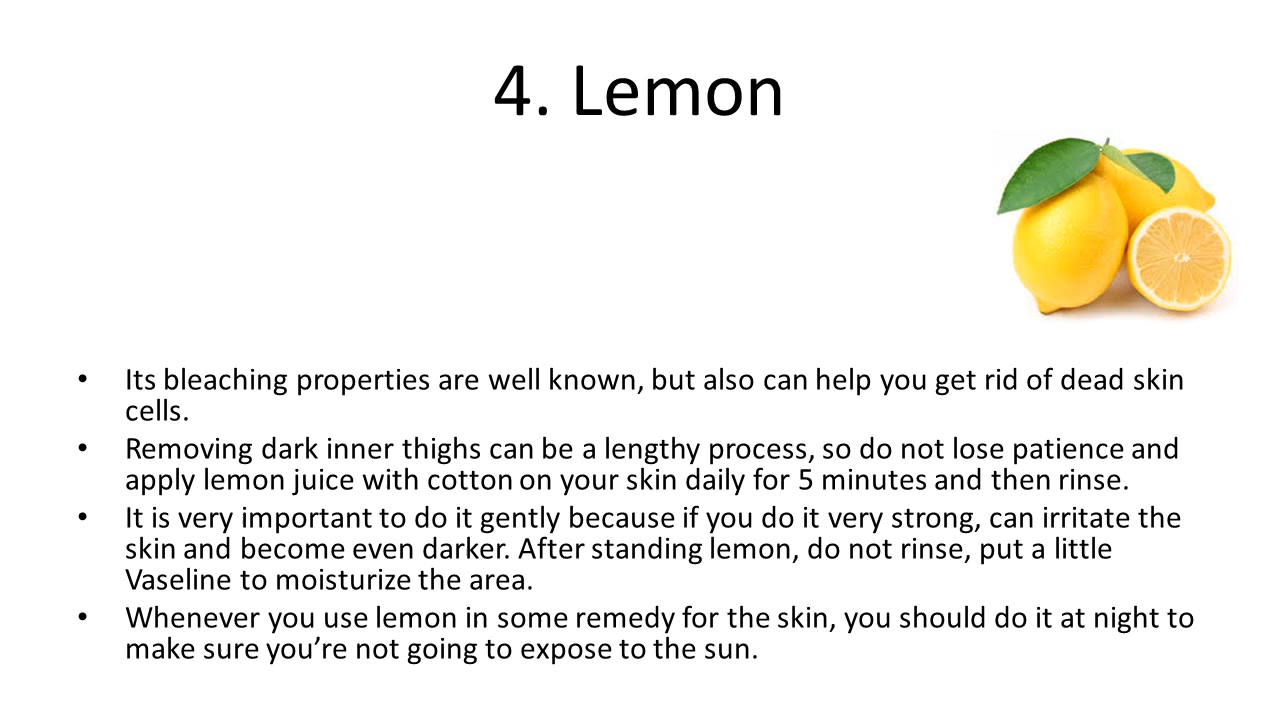 4. Lemon
• Its bleaching properties are well known, but also can help you get rid of dead skin
cells.
• Removing dark inner thighs can be a lengthy process, so do not lose patience and
apply lemon juice with cotton on your skin daily for 5 minutes and then rinse.
• It is very important to do it gently because if you do it very strong, can irritate the
skin and become even darker. After standing lemon, do not rinse, put a little
Vaseline to moisturize the area.
• Whenever you use lemon in some remedy for the skin, you should do it at night to
make sure you’re not going to expose to the sun.